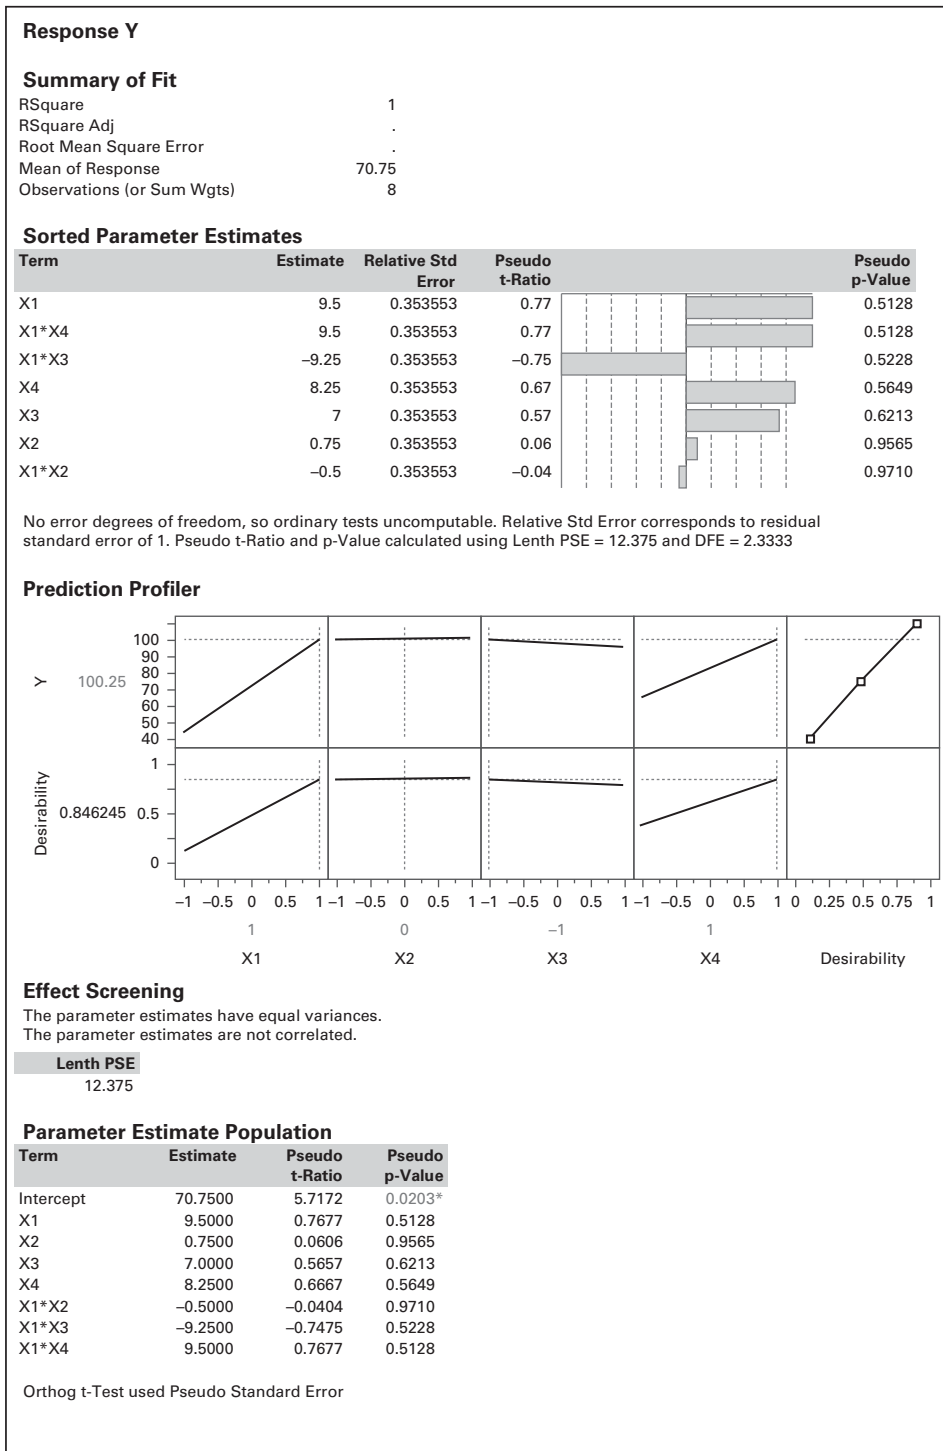 Response Y
Summary of Fit
RSquare 1
RSquare Adj .
Root Mean Square Error .
Mean of Response 70.75
Observations (or Sum Wgts) 8
Sorted Parameter Estimates
Term Estimate Relative Std Error Pseudo t-Ratio Pseudo p-Value
X1 9.5 0.353553 0.77 0.5128
X1*X4 9.5 0.353553 0.77 0.5128
X1*X3 –9.25 0.353553 –0.75 0.5228
X4 8.25 0.353553 0.67 0.5649
X3 7 0.353553 0.57 0.6213
X2 0.75 0.353553 0.06 0.9565
X1*X2 –0.5 0.353553 –0.04 0.9710
No error degrees of freedom, so ordinary tests uncomputable. Relative Std Error corresponds to residual
standard error of 1. Pseudo t-Ratio and p-Value calculated using Lenth PSE = 12.375 and DFE = 2.3333
Prediction Profiler
Y 100.25
100
90
80
70
60
50
40
Desirability 0.846245
1
0.5
0
–1 –0.5 0 0.5 1 –1 –0.5 0 0.5 1 –1 –0.5 0 0.5 1 –1 –0.5 0 0.5 1 0 0.25 0.5 0.75 1
1 0 –1 1
X1 X2 X3 X4 Desirability
Effect Screening
The parameter estimates have equal variances.
The parameter estimates are not correlated.
Lenth PSE
12.375
Parameter Estimate Population
Term Estimate Pseudo t-Ratio Pseudo p-Value
Intercept 70.7500 5.7172 0.0203*
X1 9.5000 0.7677 0.5128
X2 0.7500 0.0606 0.9565
X3 7.0000 0.5657 0.6213
X4 8.2500 0.6667 0.5649
X1*X2 –0.5000 –0.0404 0.9710
X1*X3 –9.2500 –0.7475 0.5228
X1*X4 9.5000 0.7677 0.5128
Orthog t-Test used Pseudo Standard Error